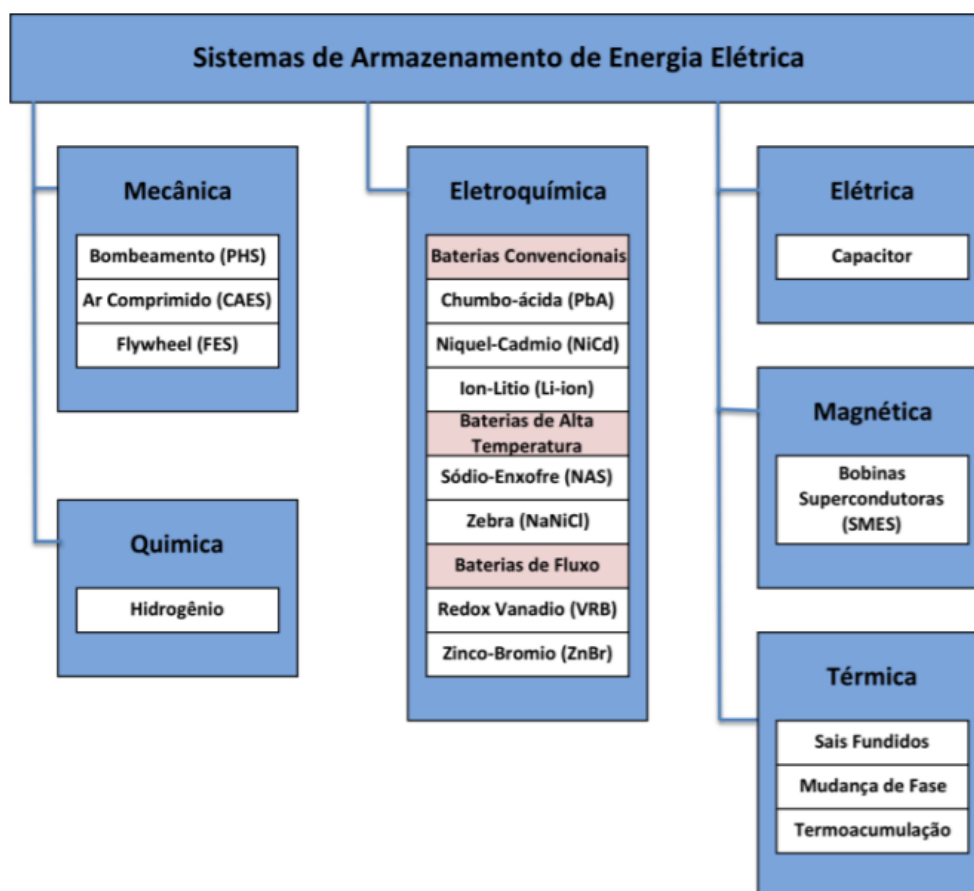 Sistemas de Armazenamento de Energia Elétrica
Mecânica
Bombeamento (PHS)
Ar Comprimido (CAES)
Flywheel (FES)
Quimica
Hidrogênio
Eletroquímica
Baterias Convencionais
Chumbo-ácida (PbA)
Niquel-Cadmio (NiCd)
Ion-Litio (Li-ion)
Baterias de Alta
Temperatura
Sódio-Enxofre (NAS)
Zebra (NaNiCl)
Baterias de Fluxo
Redox Vanadio (VRB)
Zinco-Bromio (ZnBr)
Elétrica
Capacitor
Magnética
Bobinas
Supercondutoras
(SMES)
Térmica
Sais Fundidos
Mudança de Fase
Termoacumulação